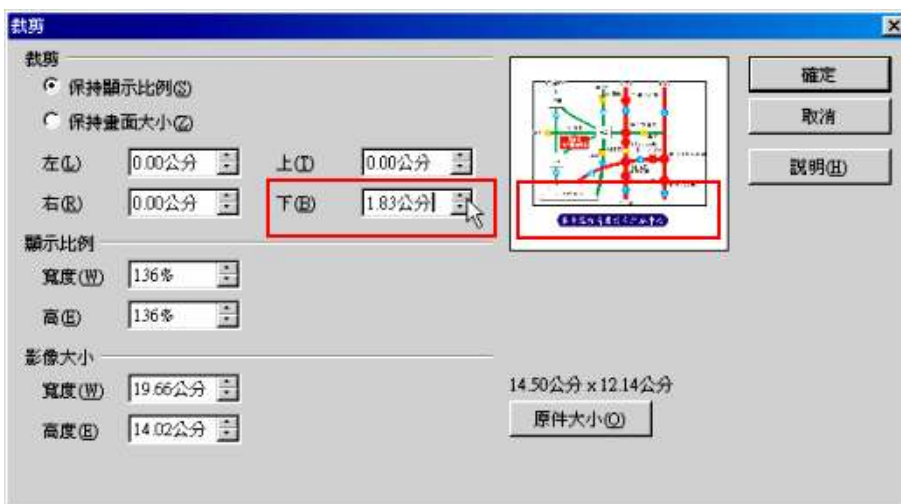 裁剪
裁剪
保持顯示比例(S)
保持畫面大小(Z)
左(L) 0.00公分 上(T) 0.00公分
右(R) 0.00公分 下(B) 1.83公分
顯示比例
寬度(W) 136%
高(E) 136%
影像大小
寬度(W) 19.66公分
高度(E) 14.02公分
14.50公分 x 12.14公分
原件大小(O)
確定
取消
說明(H)